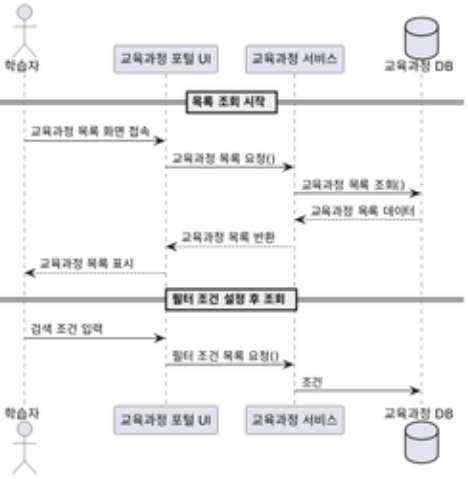 학습자
교육과정 포털 UI
교육과정 서비스
교육과정 DB
목록 조회 시작
교육과정 목록 화면 접속
교육과정 목록 요청()
교육과정 목록 조회()
교육과정 목록 데이터
교육과정 목록 반환
교육과정 목록 표시
필터 조건 설정 후 조회
검색 조건 입력
필터 조건 목록 요청()
조건
학습자
교육과정 포털 UI
교육과정 서비스
교육과정 DB